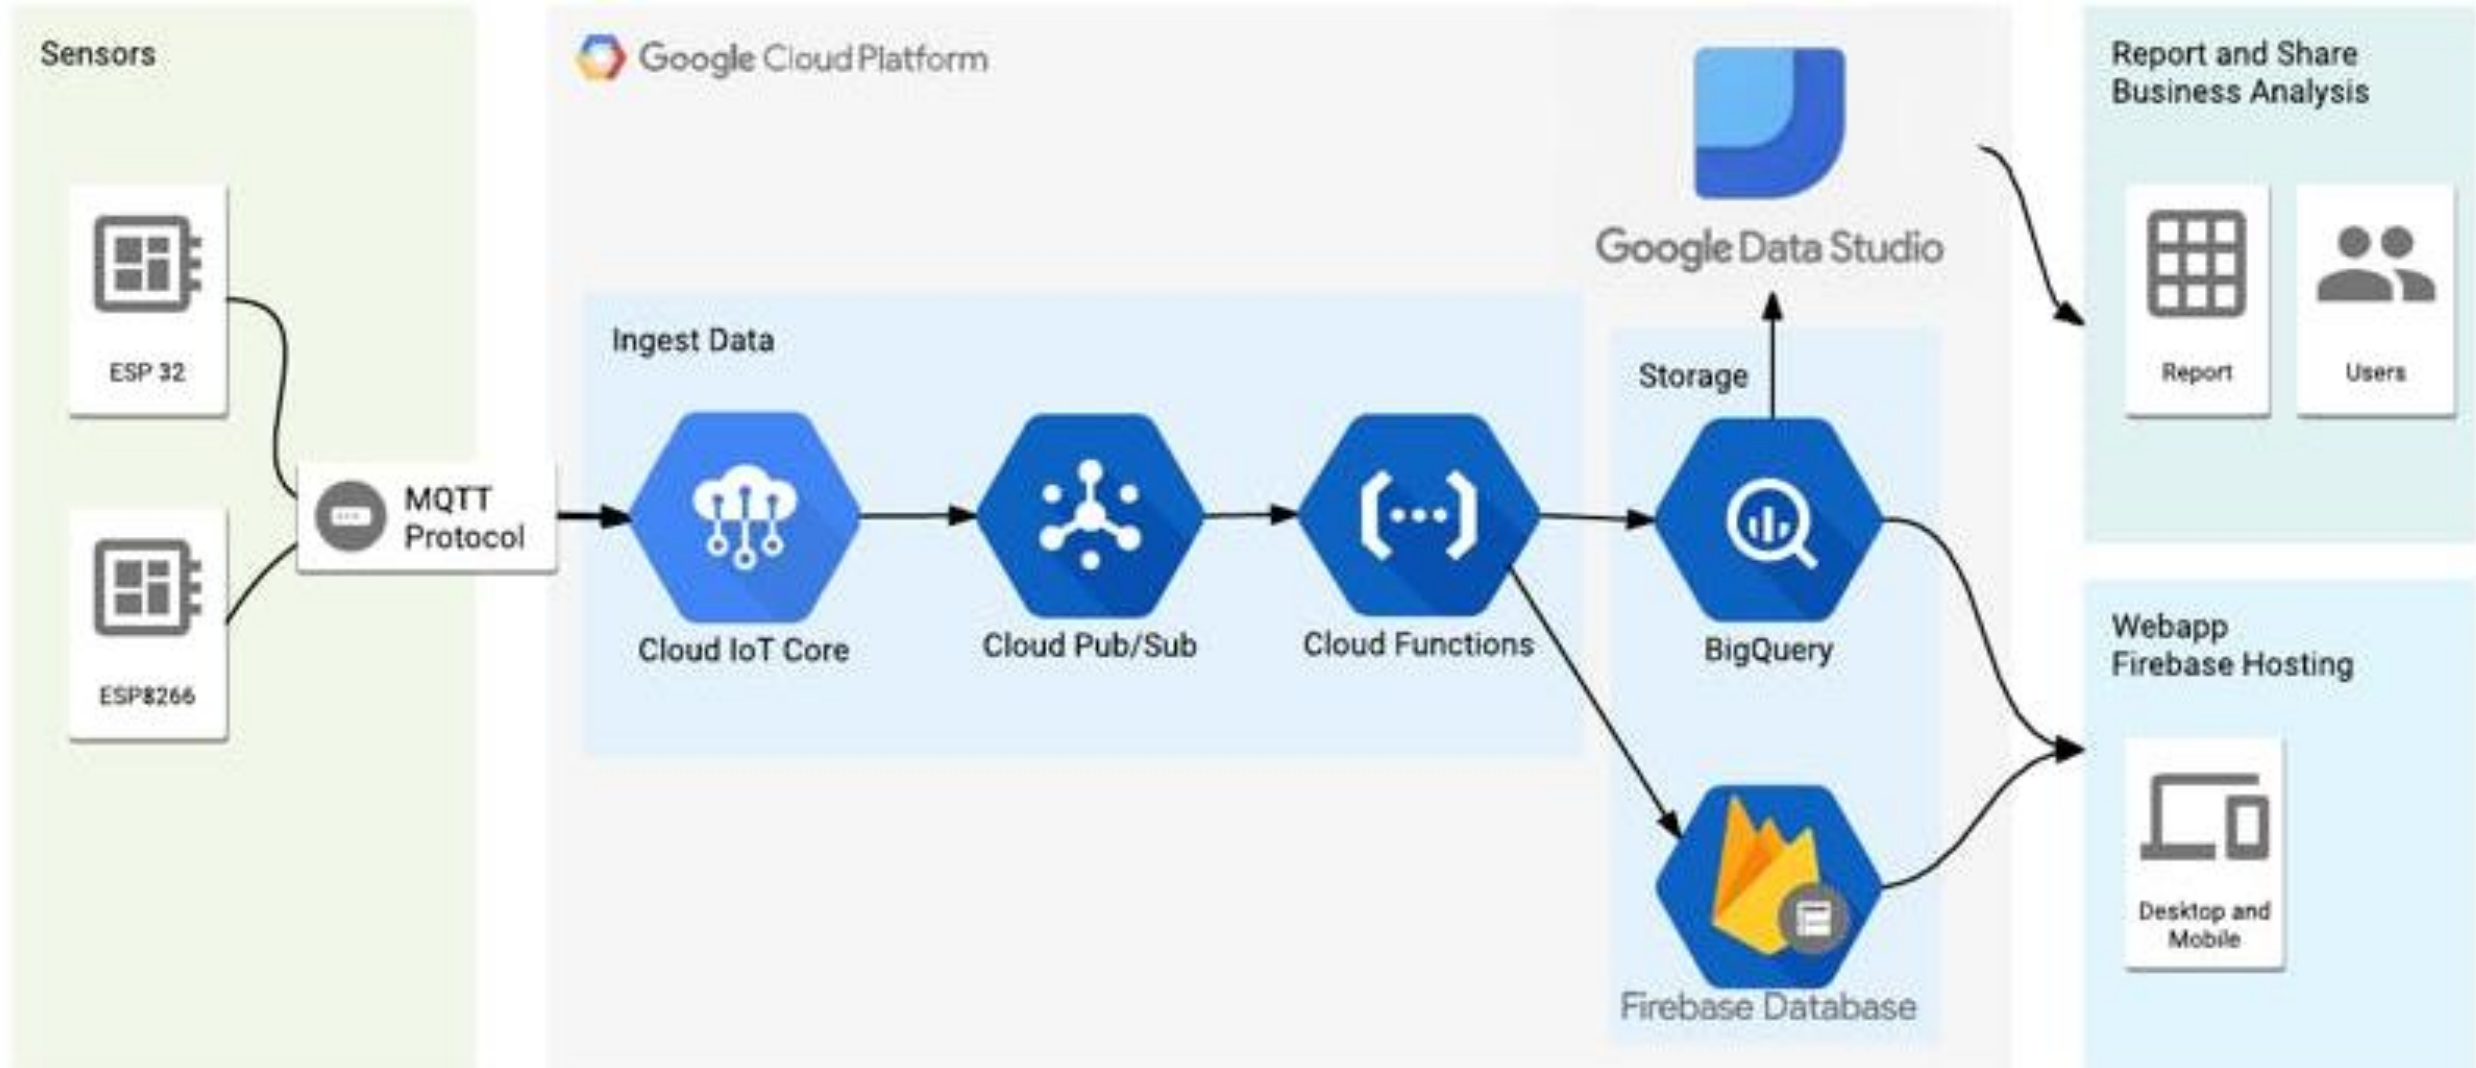 Sensors
ESP 32
ESP8266
MQTT
Protocol
Google Cloud Platform
Ingest Data
Cloud IoT Core
Cloud Pub/Sub
Cloud Functions
Google Data Studio
Storage
BigQuery
Firebase Database
Report and Share
Business Analysis
Report
Users
Webapp
Firebase Hosting
Desktop and
Mobile